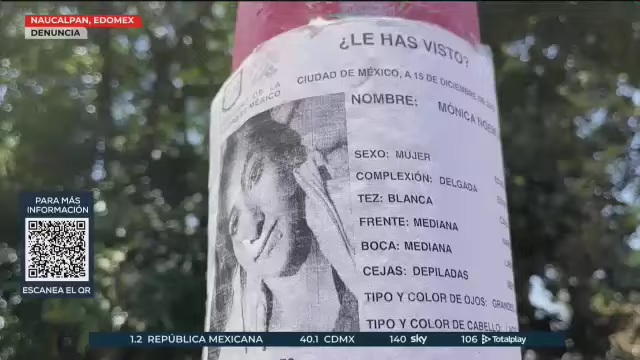 NAUCALPAN, EDOMEX
DENUNCIA
¿LE HAS VISTO?
CIUDAD DE MÉXICO, A 15 DE DICIEMBRE DE
NOMBRE: MÓNICA
SEXO: MUJER
COMPLEXIÓN: DELGADA
TEZ: BLANCA
FRENTE: MEDIANA
BOCA: MEDIANA
CEJAS: DEPILADAS
TIPO Y COLOR DE OJOS:
TIPO Y COLOR DE CABELLO:
PARA MÁS
INFORMACIÓN
ESCANEA EL QR
1.2 REPÚBLICA MEXICANA 40.1 CDMX 140 sky 106 Totalplay